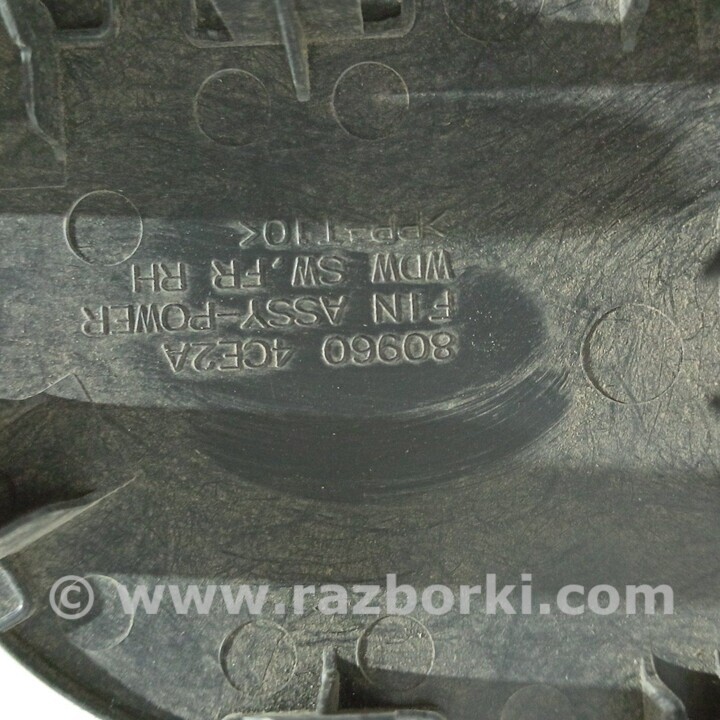 80960 4CE2A
FIN ASSY-POWER
WDW SW,FR RH
>PP+T10<
© www.razborki.com